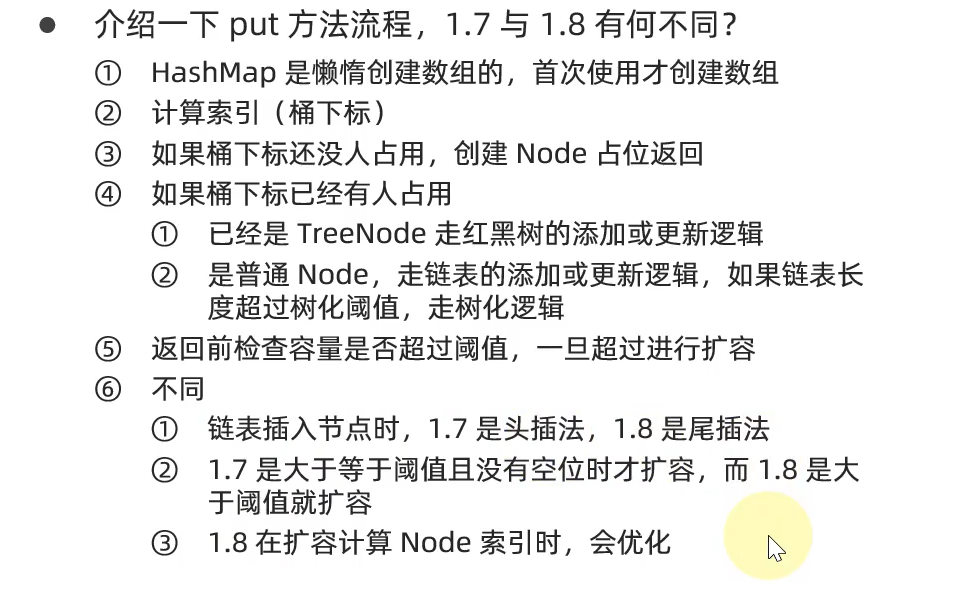 ● 介绍一下 put 方法流程，1.7 与 1.8 有何不同？
① HashMap 是懒惰创建数组的，首次使用才创建数组
② 计算索引（桶下标）
③ 如果桶下标还没人占用，创建 Node 占位返回
④ 如果桶下标已经有人占用
① 已经是 TreeNode 走红黑树的添加或更新逻辑
② 是普通 Node，走链表的添加或更新逻辑，如果链表长
度超过树化阈值，走树化逻辑
⑤ 返回前检查容量是否超过阈值，一旦超过进行扩容
⑥ 不同
① 链表插入节点时，1.7 是头插法，1.8 是尾插法
② 1.7 是大于等于阈值且没有空位时才扩容，而 1.8 是大
于阈值就扩容
③ 1.8 在扩容计算 Node 索引时，会优化